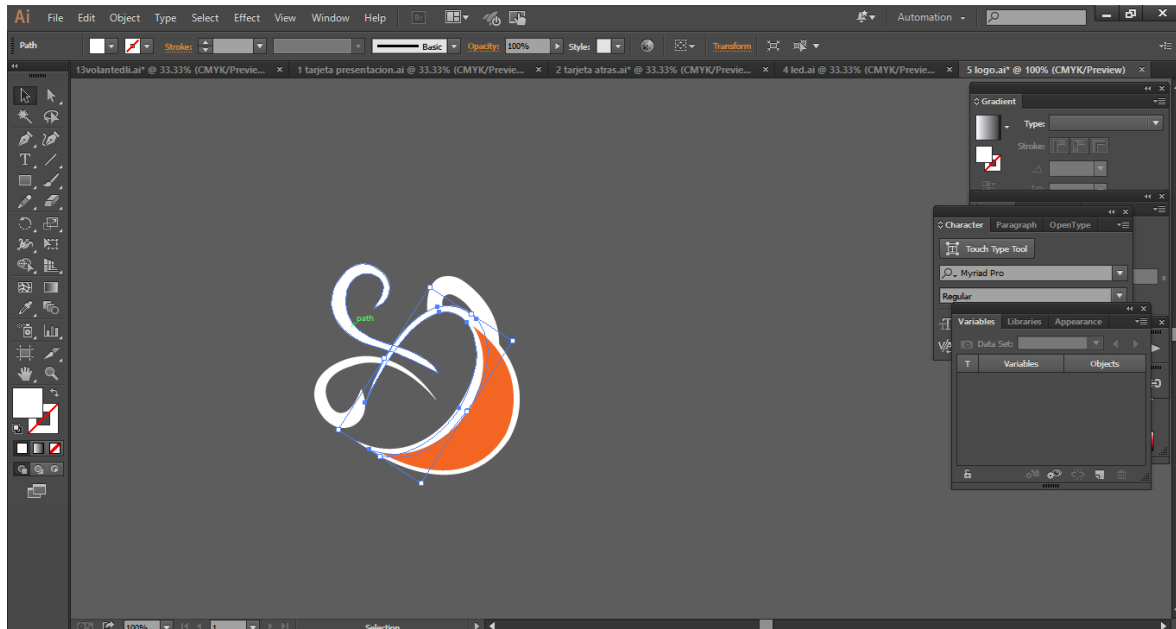 Ai File Edit Object Type Select Effect View Window Help Br Automation
Path Stroke: Basic Opacity: 100% Style: Transform
13volantedli.ai* @ 33.33% (CMYK/Previe... × 1 tarjeta presentacion.ai @ 33.33% (CMYK/Previe... × 2 tarjeta atras.ai* @ 33.33% (CMYK/Previe... × 4 led.ai @ 33.33% (CMYK/Previe... × 5 logo.ai* @ 100% (CMYK/Preview) ×
Gradient
Type:
Stroke:
Character Paragraph OpenType
Touch Type Tool
Myriad Pro
Regular
Variables Libraries Appearance
Data Set:
T Variables Objects
path
100% 1 Selection